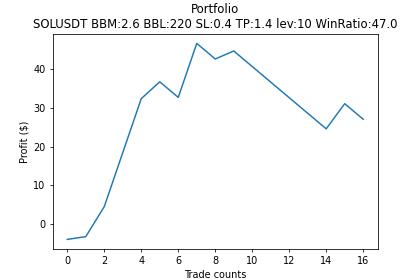 Portfolio
SOLUSDT BBM:2.6 BBL:220 SL:0.4 TP:1.4 lev:10 WinRatio:47.0
40
30
20
10
0
Profit ($)
0 2 4 6 8 10 12 14 16
Trade counts